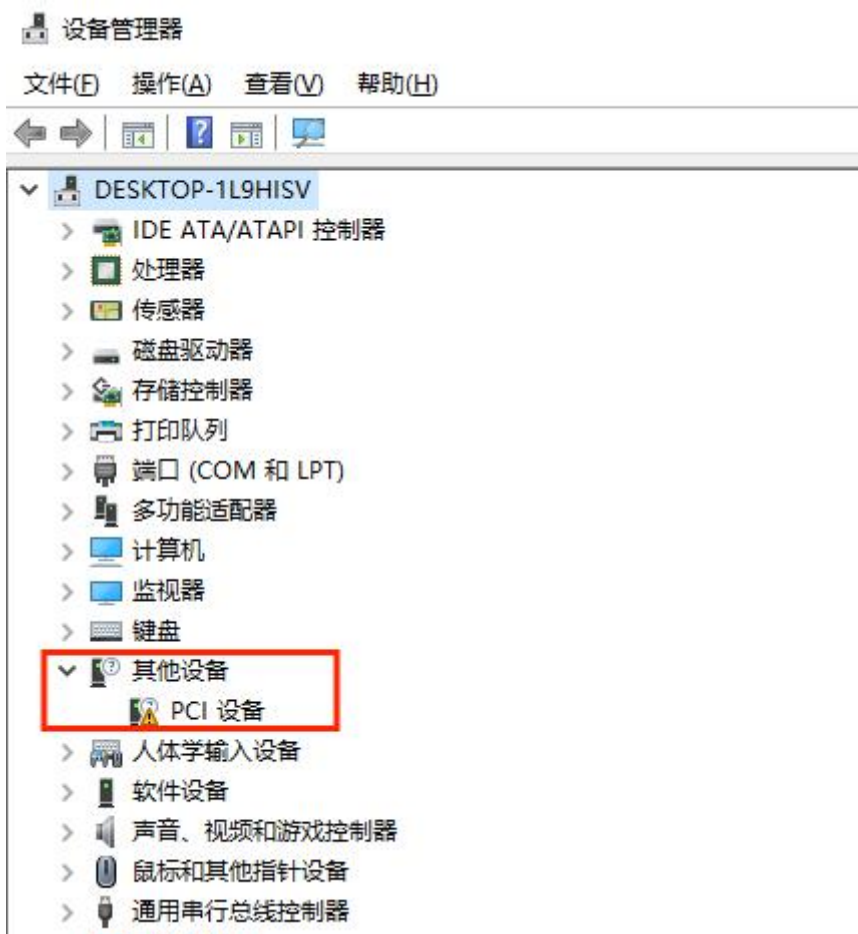 设备管理器
文件(F) 操作(A) 查看(V) 帮助(H)
DESKTOP-1L9HISV
IDE ATA/ATAPI 控制器
处理器
传感器
磁盘驱动器
存储控制器
打印队列
端口 (COM 和 LPT)
多功能适配器
计算机
监视器
键盘
其他设备
PCI 设备
人体学输入设备
软件设备
声音、视频和游戏控制器
鼠标和其他指针设备
通用串行总线控制器